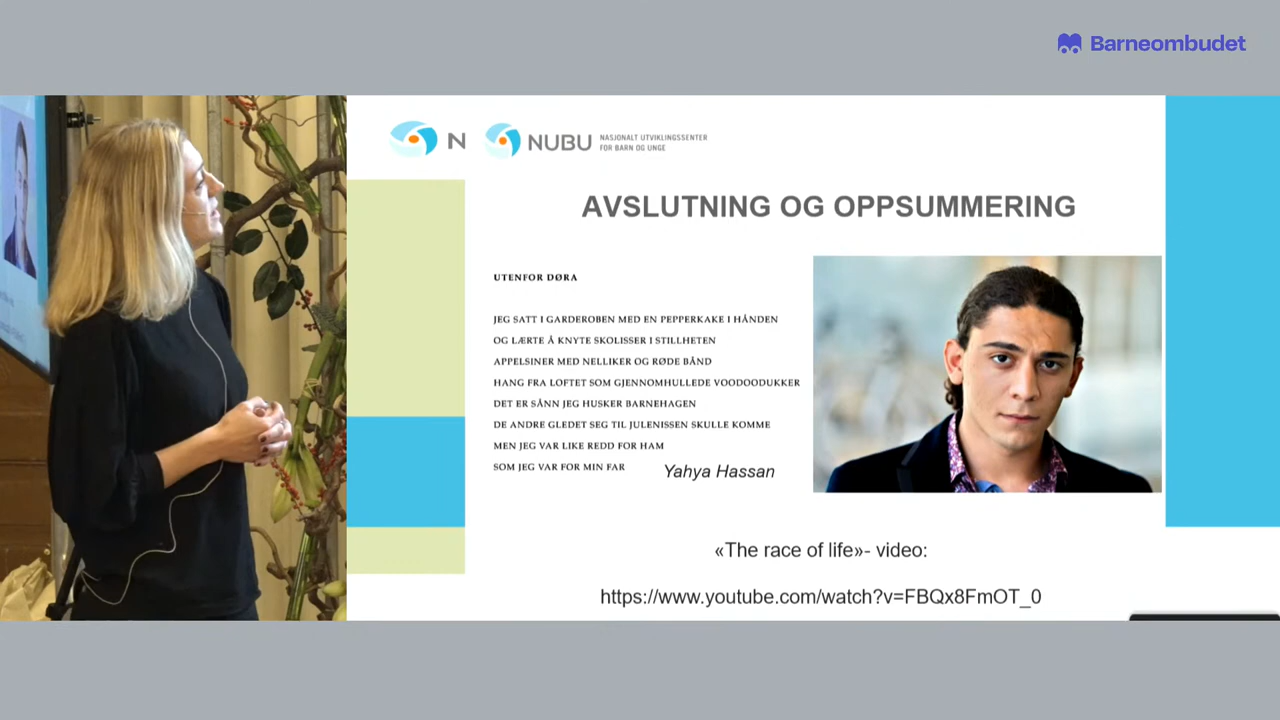 Barneombudet
N
NUBU
NASJONALT UTVIKLINGSSENTER
FOR BARN OG UNGE
AVSLUTNING OG OPPSUMMERING
UTENFOR DØRA
JEG SATT I GARDEROBEN MED EN PEPPERKAKE I HÅNDEN
OG LÆRTE Å KNYTE SKOLISSER I STILLHETEN
APPELSINER MED NELLIKER OG RØDE BÅND
HANG FRA LOFTET SOM GJENNOMHULLEDE VOODOODUKKER
DET ER SÅNN JEG HUSKER BARNEHAGEN
DE ANDRE GLEDET SEG TIL JULENISSEN SKULLE KOMME
MEN JEG VAR LIKE REDD FOR HAM
SOM JEG VAR FOR MIN FAR
Yahya Hassan
«The race of life»- video:
https://www.youtube.com/watch?v=FBQx8FmOT_0